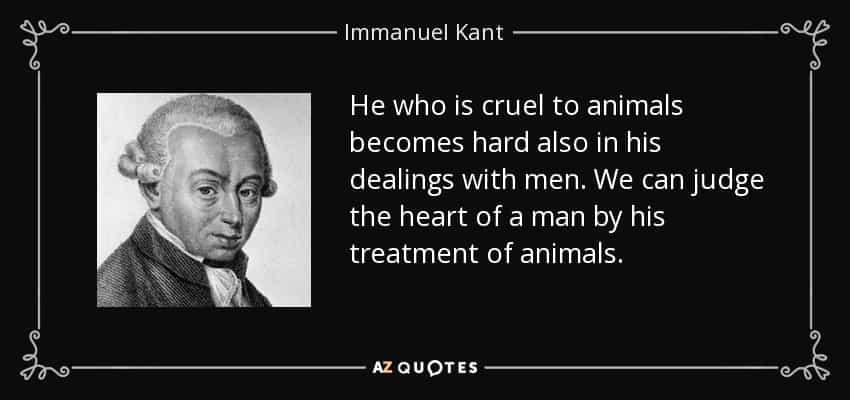 Immanuel Kant
He who is cruel to animals
becomes hard also in his
dealings with men. We can judge
the heart of a man by his
treatment of animals.
AZ QUOTES